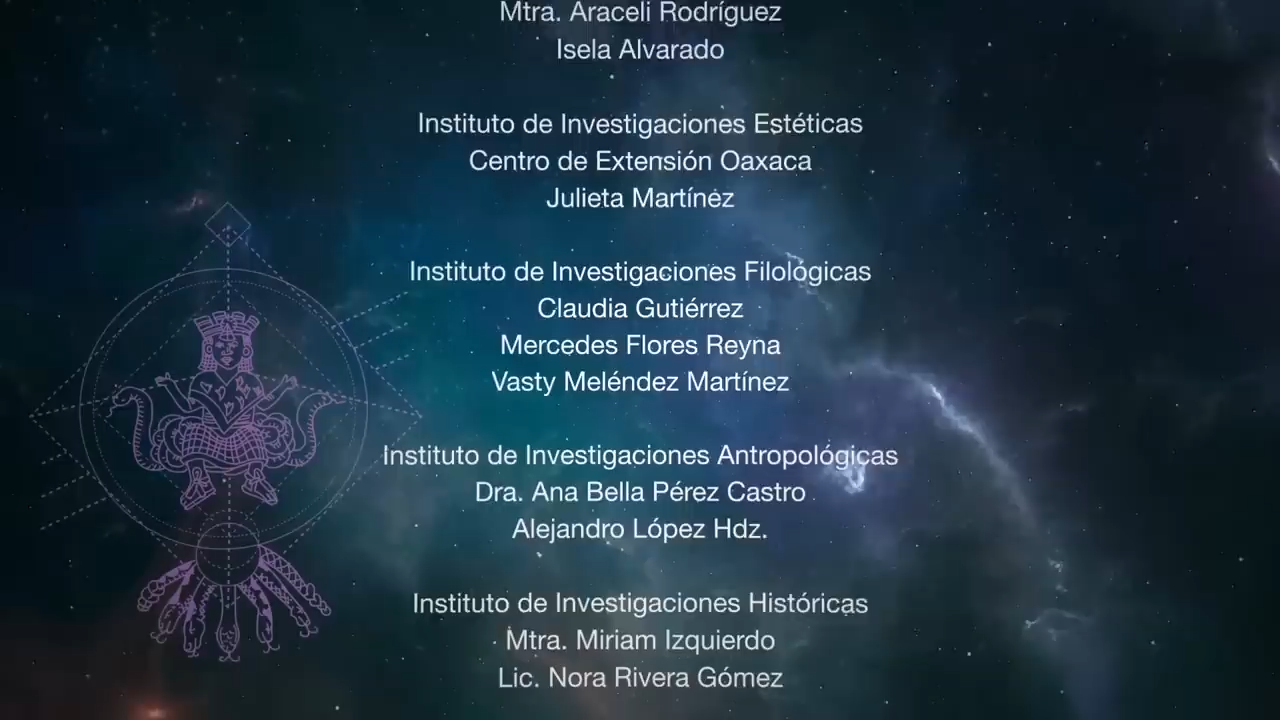 Mtra. Araceli Rodríguez
Isela Alvarado
Instituto de Investigaciones Estéticas
Centro de Extensión Oaxaca
Julieta Martínez
Instituto de Investigaciones Filológicas
Claudia Gutiérrez
Mercedes Flores Reyna
Vasty Meléndez Martínez
Instituto de Investigaciones Antropológicas
Dra. Ana Bella Pérez Castro
Alejandro López Hdz.
Instituto de Investigaciones Históricas
Mtra. Miriam Izquierdo
Lic. Nora Rivera Gómez